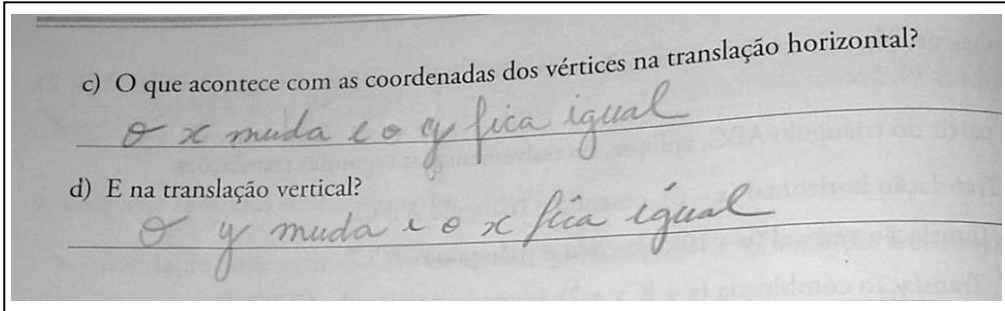 c) O que acontece com as coordenadas dos vértices na translação horizontal?
o x muda e o y fica igual
d) E na translação vertical?
o y muda e o x fica igual